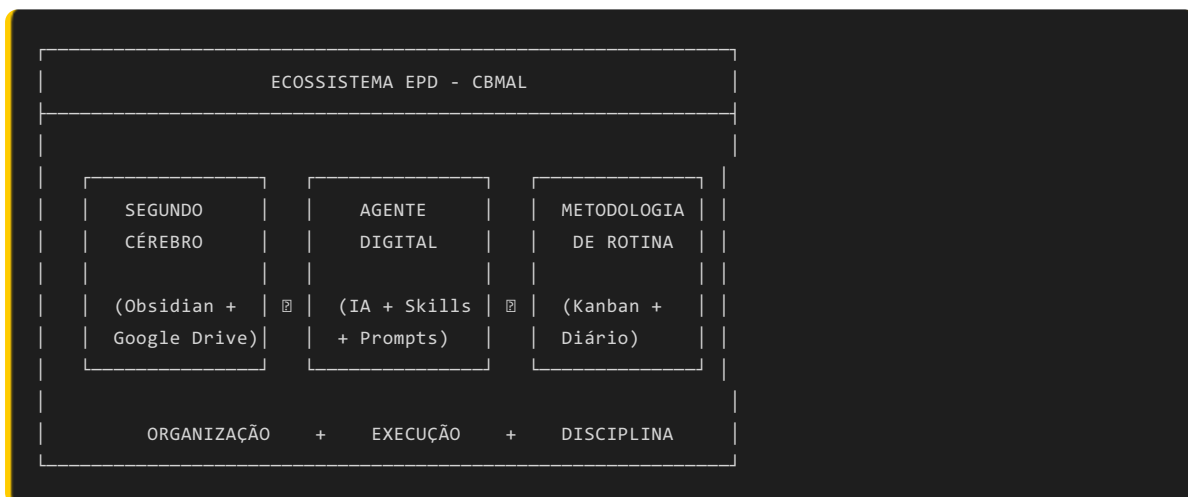 ECOSSISTEMA EPD - CBMAL
SEGUNDO AGENTE METODOLOGIA
CÉREBRO DIGITAL DE ROTINA
(Obsidian + (IA + Skills (Kanban +
Google Drive) + Prompts) Diário)
ORGANIZAÇÃO + EXECUÇÃO + DISCIPLINA